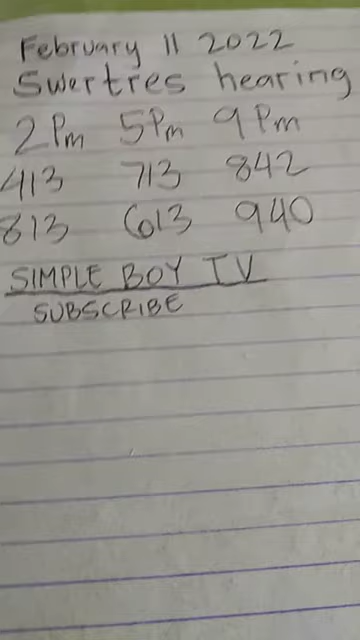 February 11 2022
Swertres hearing
2Pm 5Pm 9Pm
413 713 842
813 613 940
SIMPLE BOY TV
SUBSCRIBE